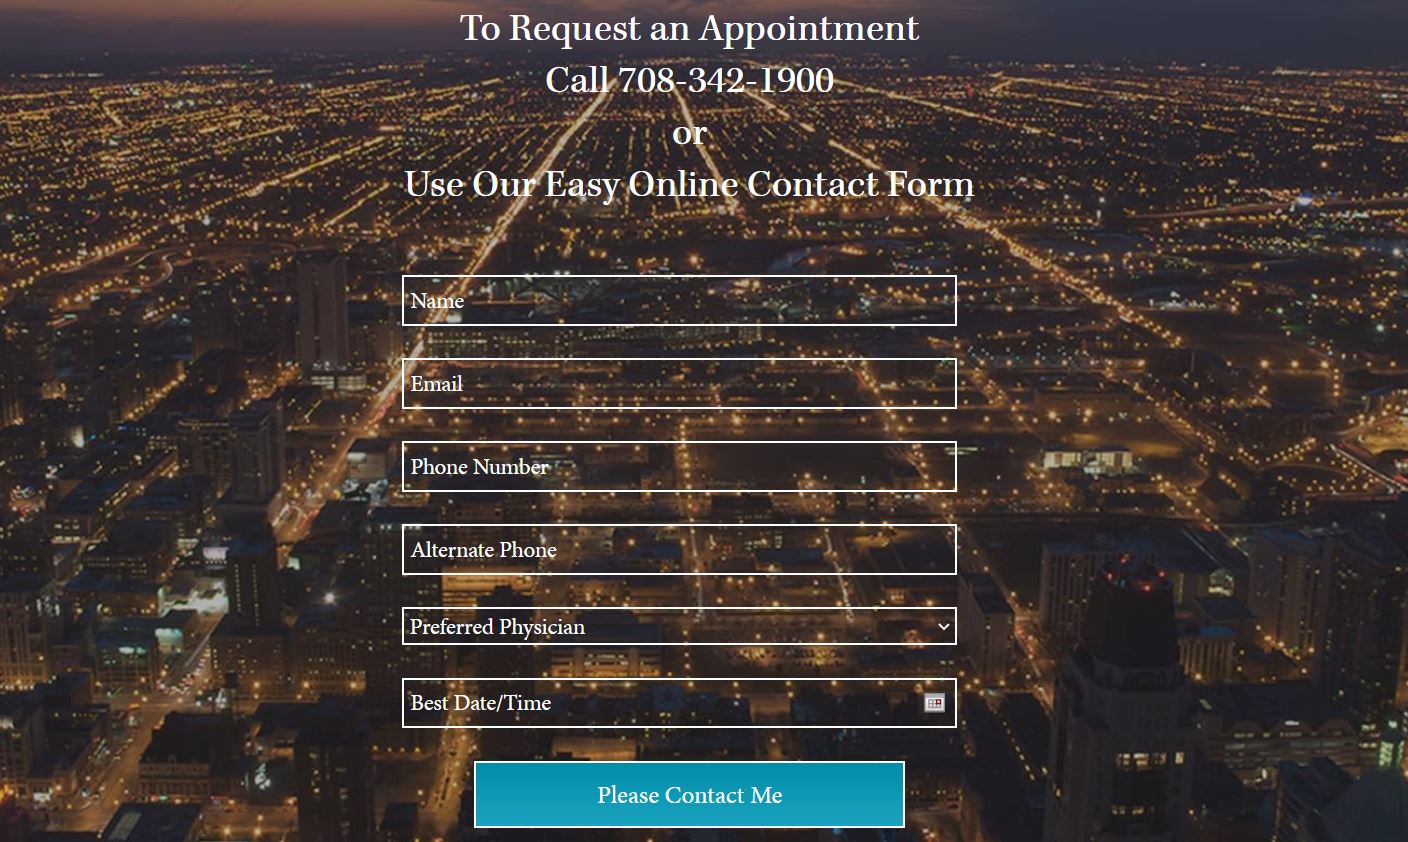 To Request an Appointment
Call 708-342-1900
or
Use Our Easy Online Contact Form
Name
Email
Phone Number
Alternate Phone
Preferred Physician
Best Date/Time
Please Contact Me